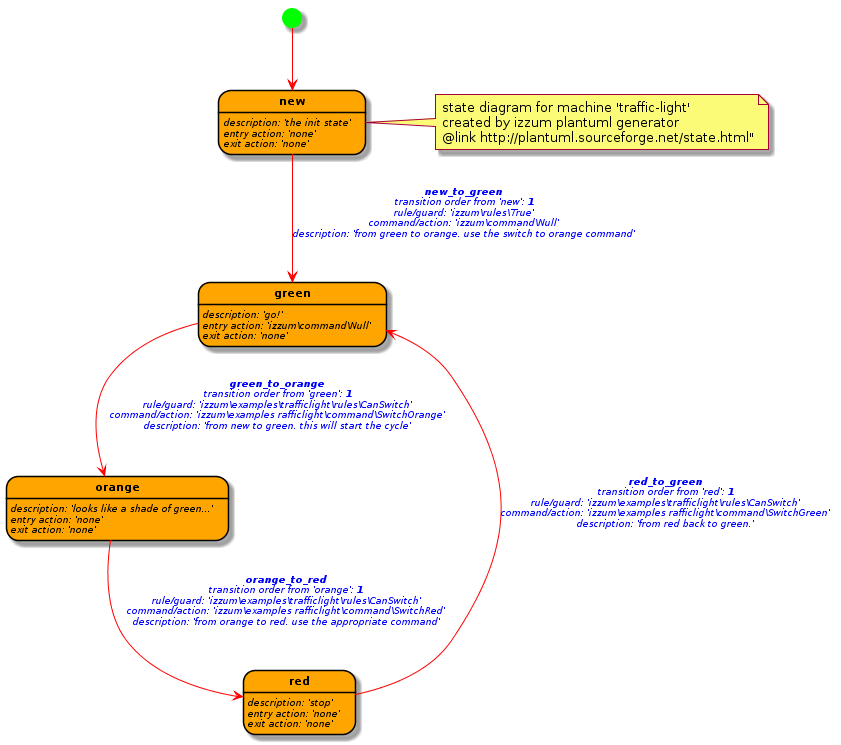 new
description: 'the init state'
entry action: 'none'
exit action: 'none'
state diagram for machine 'traffic-light'
created by izzum plantuml generator
@link http://plantuml.sourceforge.net/state.html"
new_to_green
transition order from 'new': 1
rule/guard: 'izzum\rules\True'
command/action: 'izzum\command\Null'
description: 'from green to orange. use the switch to orange command'
green
description: 'go!'
entry action: 'izzum\command\Null'
exit action: 'none'
green_to_orange
transition order from 'green': 1
rule/guard: 'izzum\examples\trafficlight\rules\CanSwitch'
command/action: 'izzum\examples rafficlight\command\SwitchOrange'
description: 'from new to green. this will start the cycle'
orange
description: 'looks like a shade of green...'
entry action: 'none'
exit action: 'none'
red_to_green
transition order from 'red': 1
rule/guard: 'izzum\examples\trafficlight\rules\CanSwitch'
command/action: 'izzum\examples rafficlight\command\SwitchGreen'
description: 'from red back to green.'
orange_to_red
transition order from 'orange': 1
rule/guard: 'izzum\examples\trafficlight\rules\CanSwitch'
command/action: 'izzum\examples rafficlight\command\SwitchRed'
description: 'from orange to red. use the appropriate command'
red
description: 'stop'
entry action: 'none'
exit action: 'none'